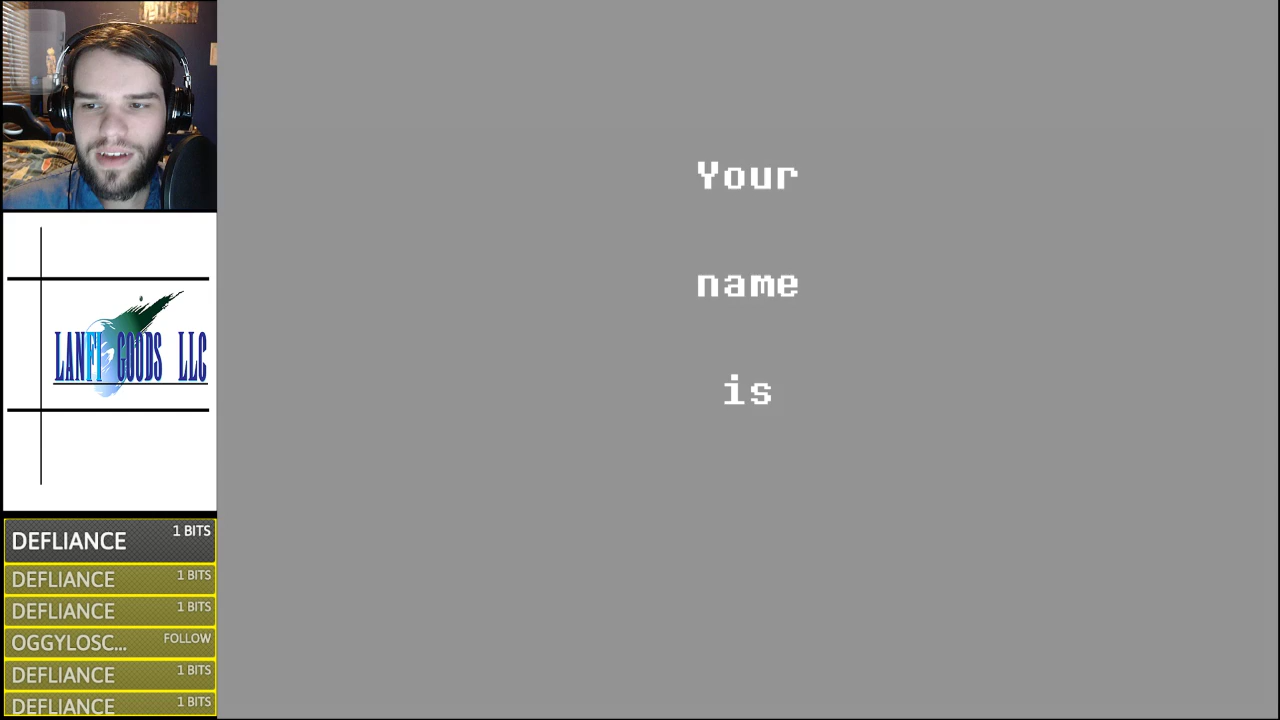 Your
name
is
LANFI GOODS LLC
DEFLIANCE 1 BITS
DEFLIANCE 1 BITS
DEFLIANCE 1 BITS
OGGYLOSC... FOLLOW
DEFLIANCE 1 BITS
DEFLIANCE 1 BITS